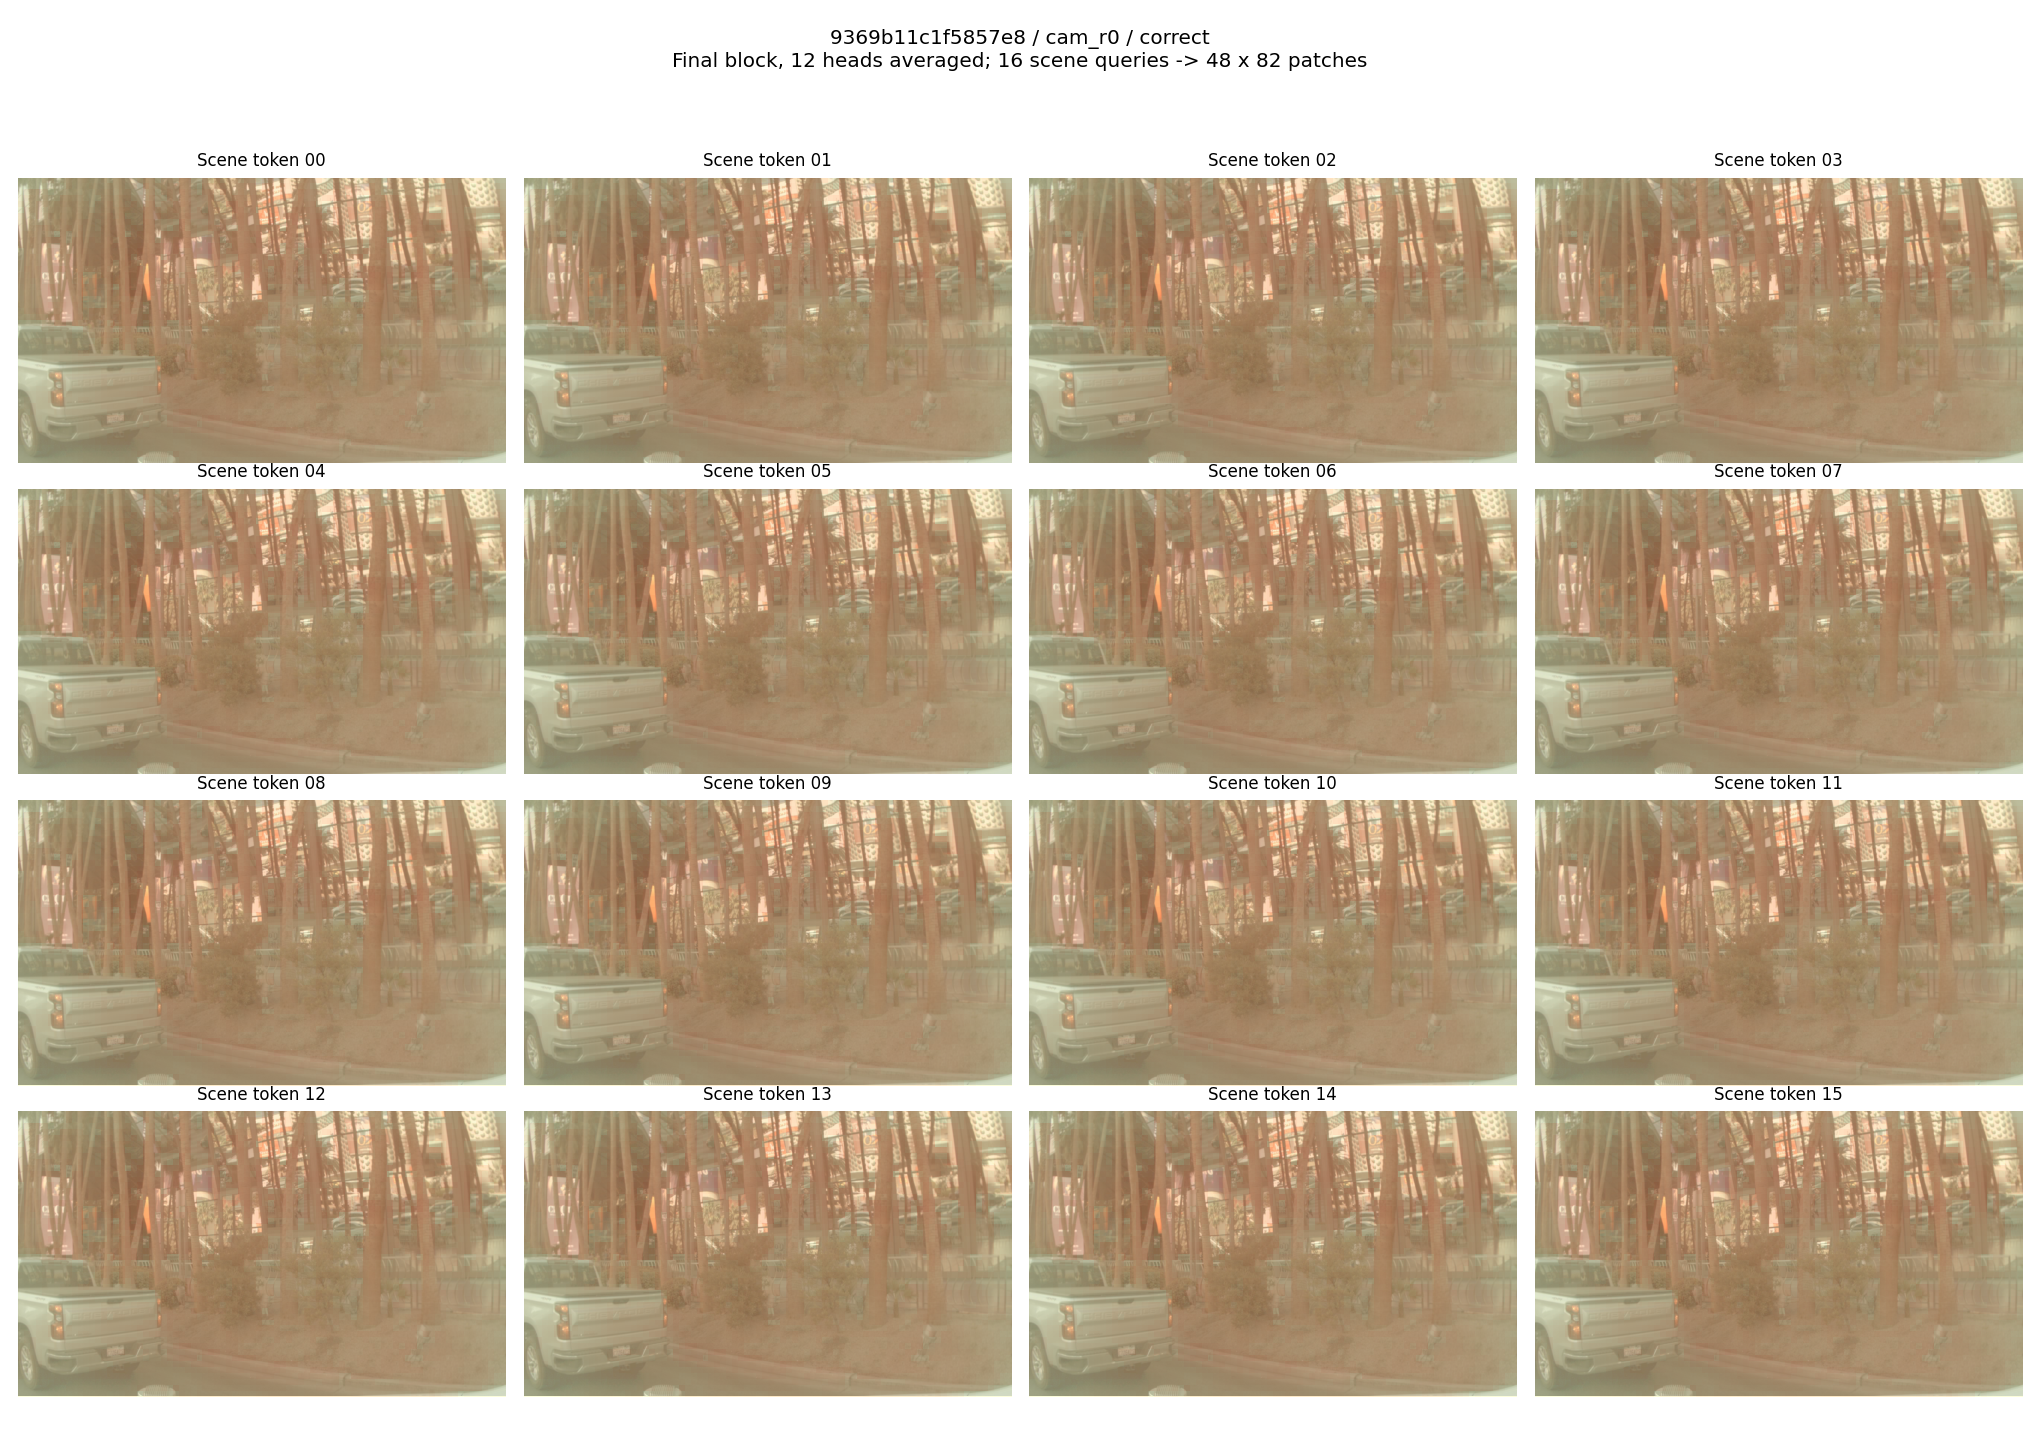 9369b11c1f5857e8 / cam_r0 / correct
Final block, 12 heads averaged; 16 scene queries -> 48 x 82 patches
Scene token 00
Scene token 01
Scene token 02
Scene token 03
Scene token 04
Scene token 05
Scene token 06
Scene token 07
Scene token 08
Scene token 09
Scene token 10
Scene token 11
Scene token 12
Scene token 13
Scene token 14
Scene token 15